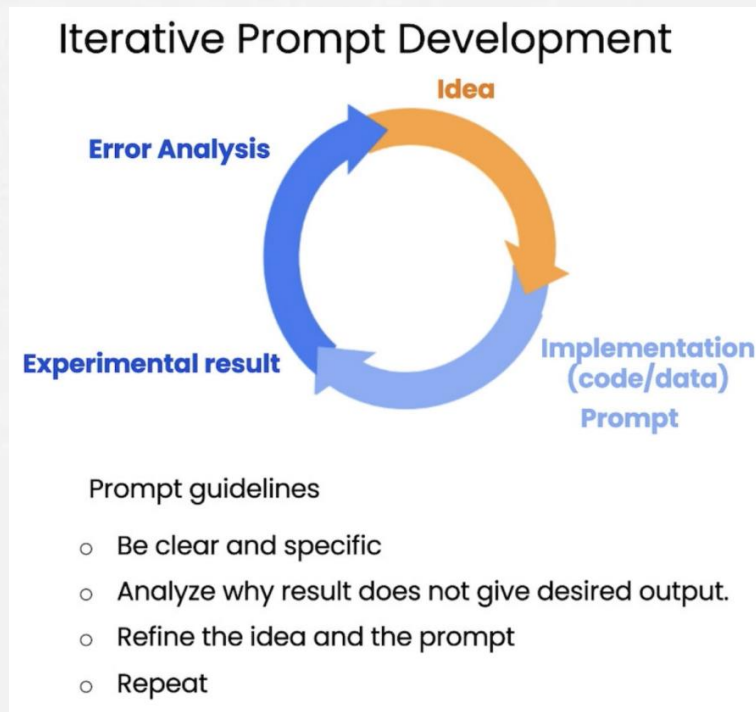 Iterative Prompt Development
Idea
Error Analysis
Experimental result
Implementation
(code/data)
Prompt
Prompt guidelines
o Be clear and specific
o Analyze why result does not give desired output.
o Refine the idea and the prompt
o Repeat